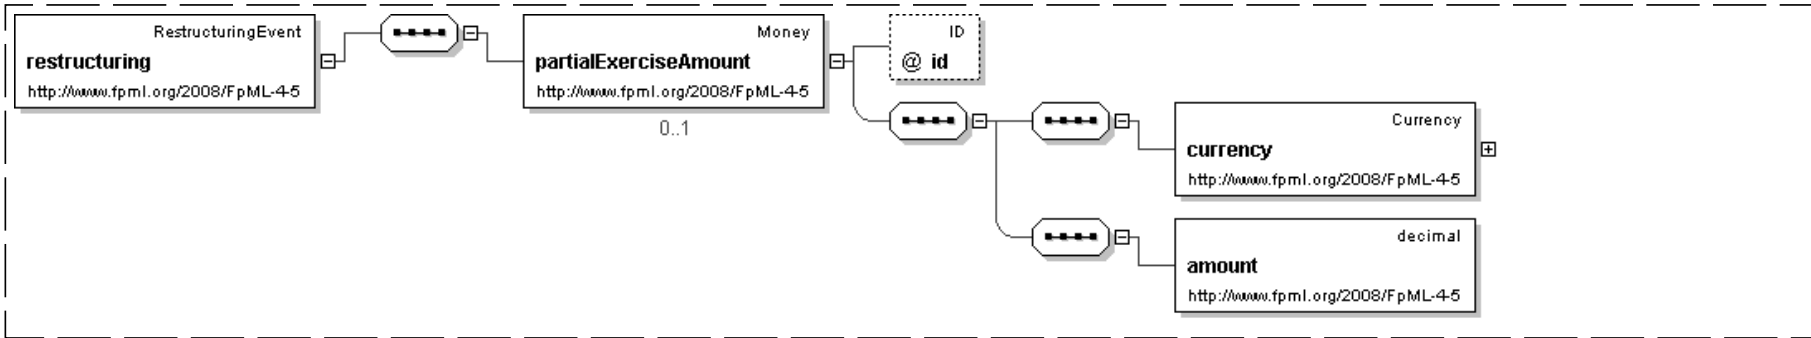 RestructuringEvent
restructuring
http://www.fpml.org/2008/FpML-4-5
Money
partialExerciseAmount
http://www.fpml.org/2008/FpML-4-5
0..1
ID
@ id
Currency
currency
http://www.fpml.org/2008/FpML-4-5
decimal
amount
http://www.fpml.org/2008/FpML-4-5